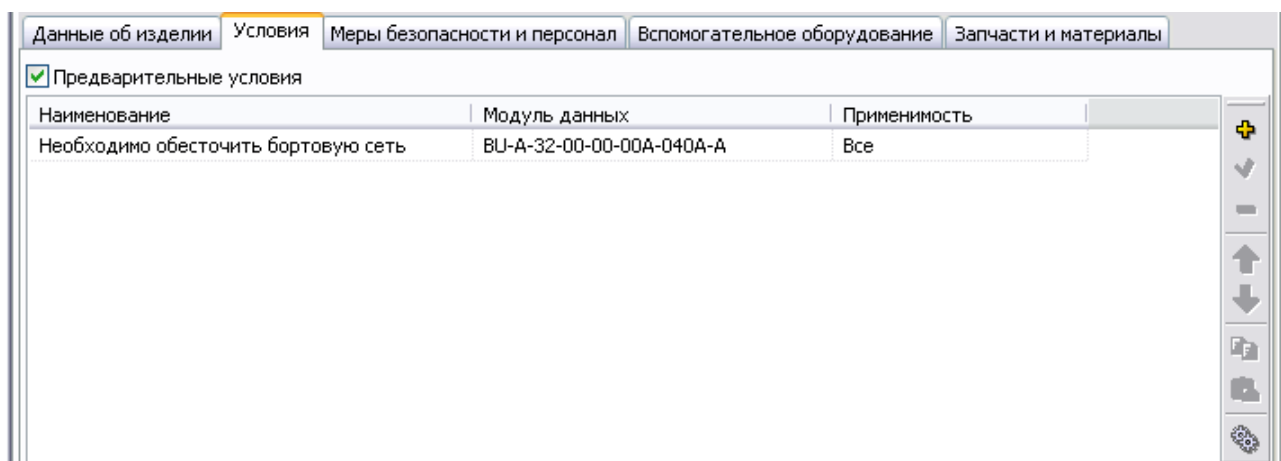 Данные об изделии Условия Меры безопасности и персонал Вспомогательное оборудование Запчасти и материалы
Предварительные условия
Наименование Модуль данных Применимость
Необходимо обесточить бортовую сеть BU-A-32-00-00-00A-040A-A Все